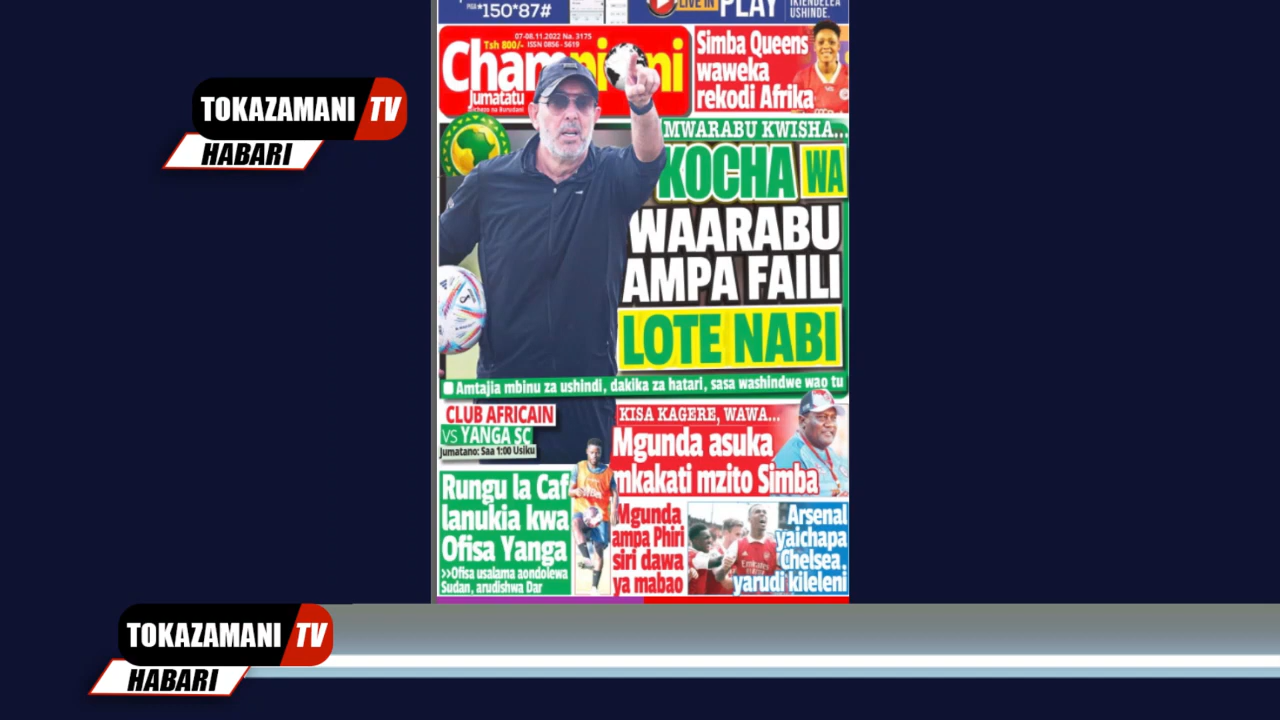 *150*87#
LIVE IN
PLAY
IKIENDELEA
USHINDE.
07-08.11.2022 Na. 3175
Tsh 800/- ISSN 0856 - 5619
Championi
Jumatatu
Simba Queens
waweka
rekodi Afrika
TOKAZAMANI TV
HABARI
MWARABU KWISHA...
KOCHA WA
WAARABU
AMPA FAILI
LOTE NABI
Amtajia mbinu za ushindi, dakika za hatari, sasa washindwe wao tu
CLUB AFRICAIN
VS YANGA SC
Jumatano: Saa 1:00 Usiku
KISA KAGERE, WAWA...
Mgunda asuka
mkakati mzito Simba
Rungu la Caf
lanukia kwa
Ofisa Yanga
>>Ofisa usalama aondolewa
Sudan, arudishwa Dar
Mgunda
ampa Phiri
siri dawa
ya mabao
Arsenal
yaichapa
Chelsea,
yarudi kileleni
TOKAZAMANI TV
HABARI